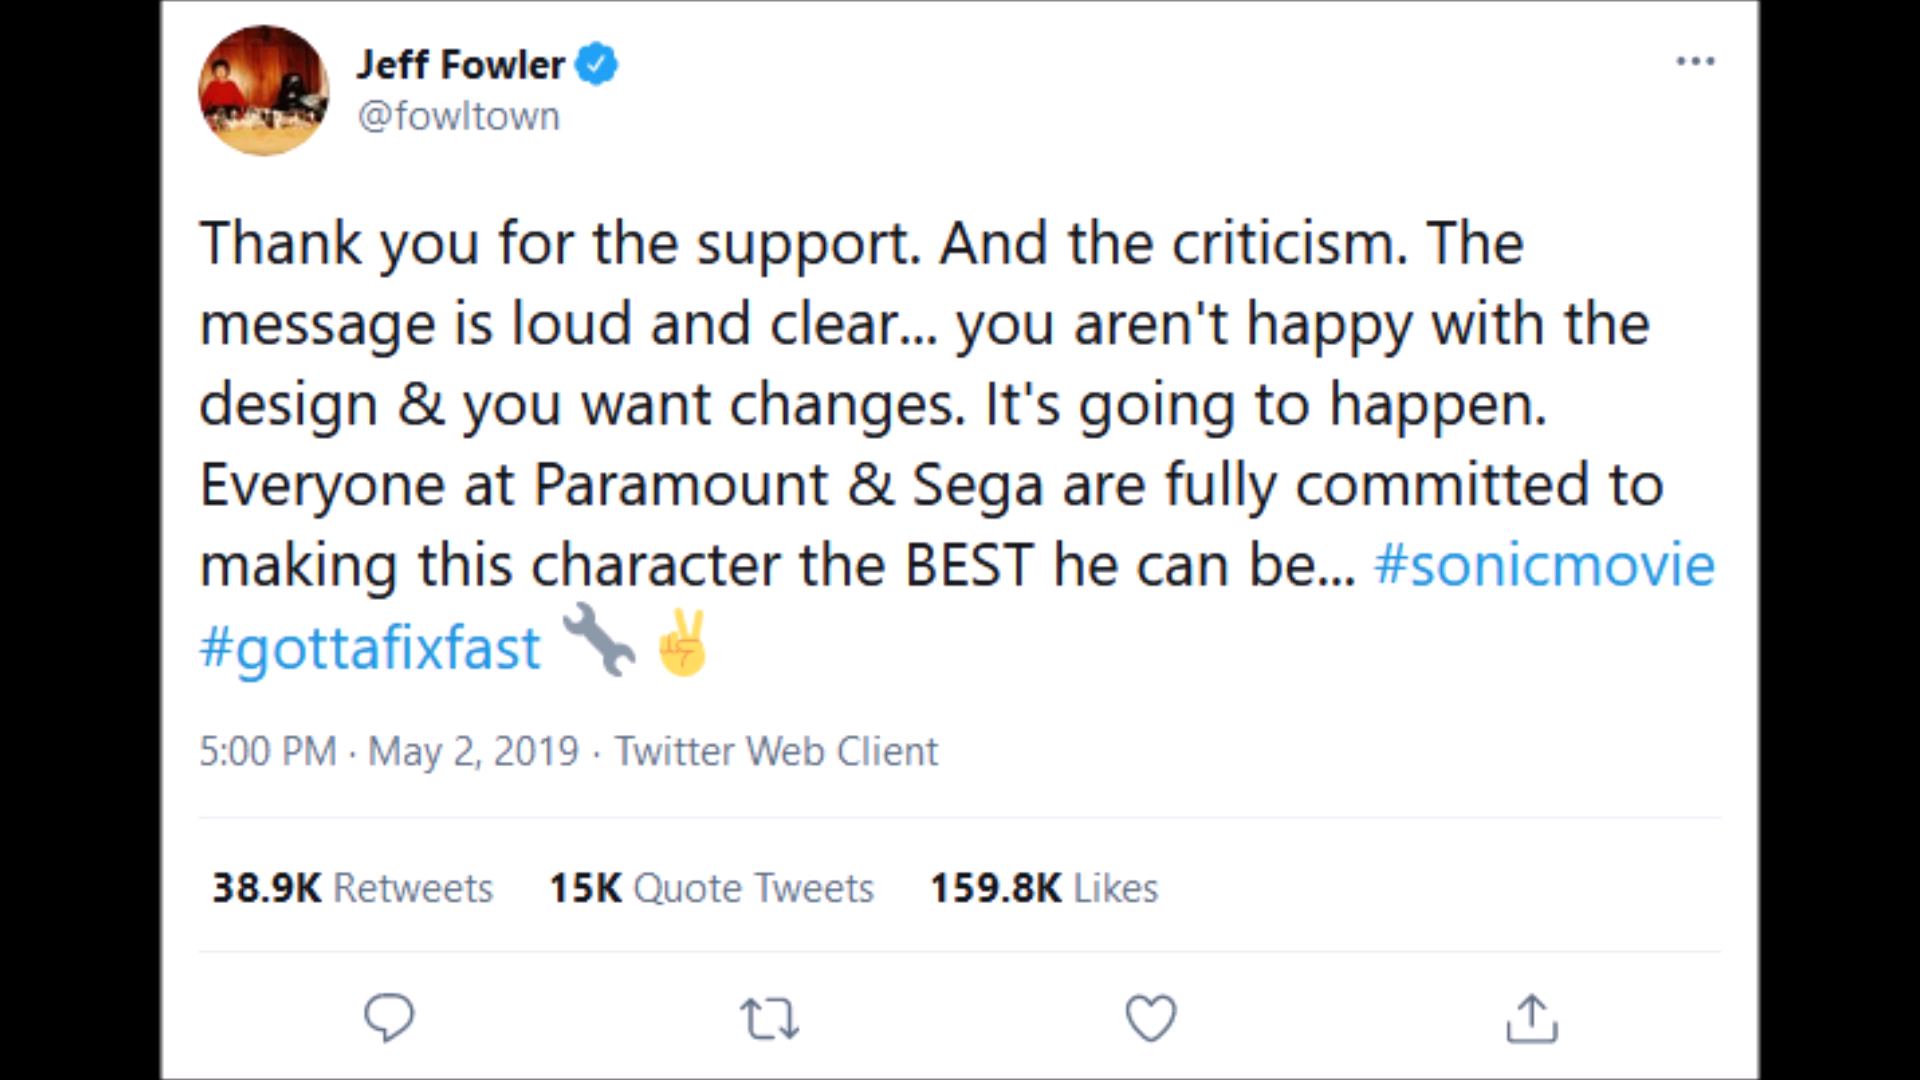 Jeff Fowler
@fowltown
Thank you for the support. And the criticism. The
message is loud and clear... you aren't happy with the
design & you want changes. It's going to happen.
Everyone at Paramount & Sega are fully committed to
making this character the BEST he can be... #sonicmovie
#gottafixfast 🔧✌
5:00 PM · May 2, 2019 · Twitter Web Client
38.9K Retweets 15K Quote Tweets 159.8K Likes